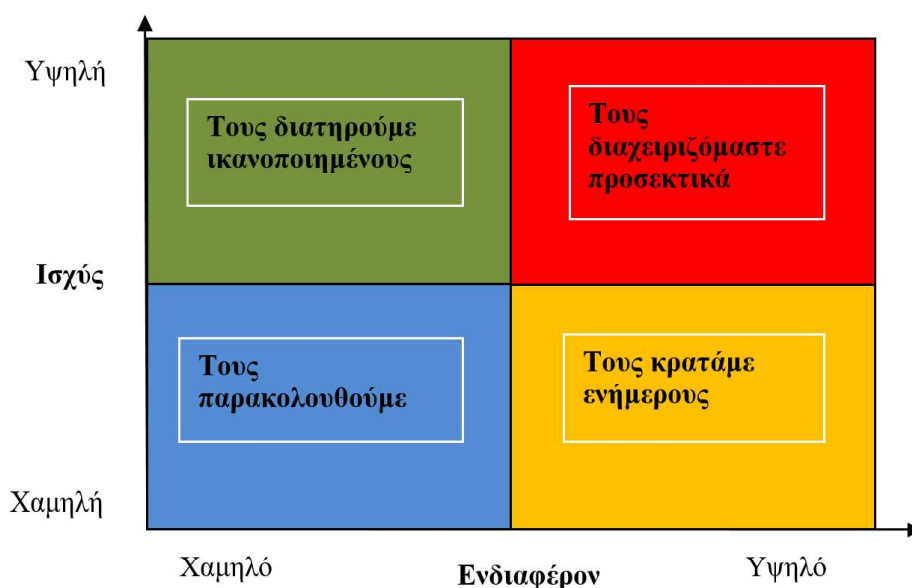 Υψηλή
Τους διατηρούμε
ικανοποιημένους
Τους
διαχειριζόμαστε
προσεκτικά
Ισχύς
Τους
παρακολουθούμε
Τους κρατάμε
ενήμερους
Χαμηλή
Χαμηλό
Ενδιαφέρον
Υψηλό